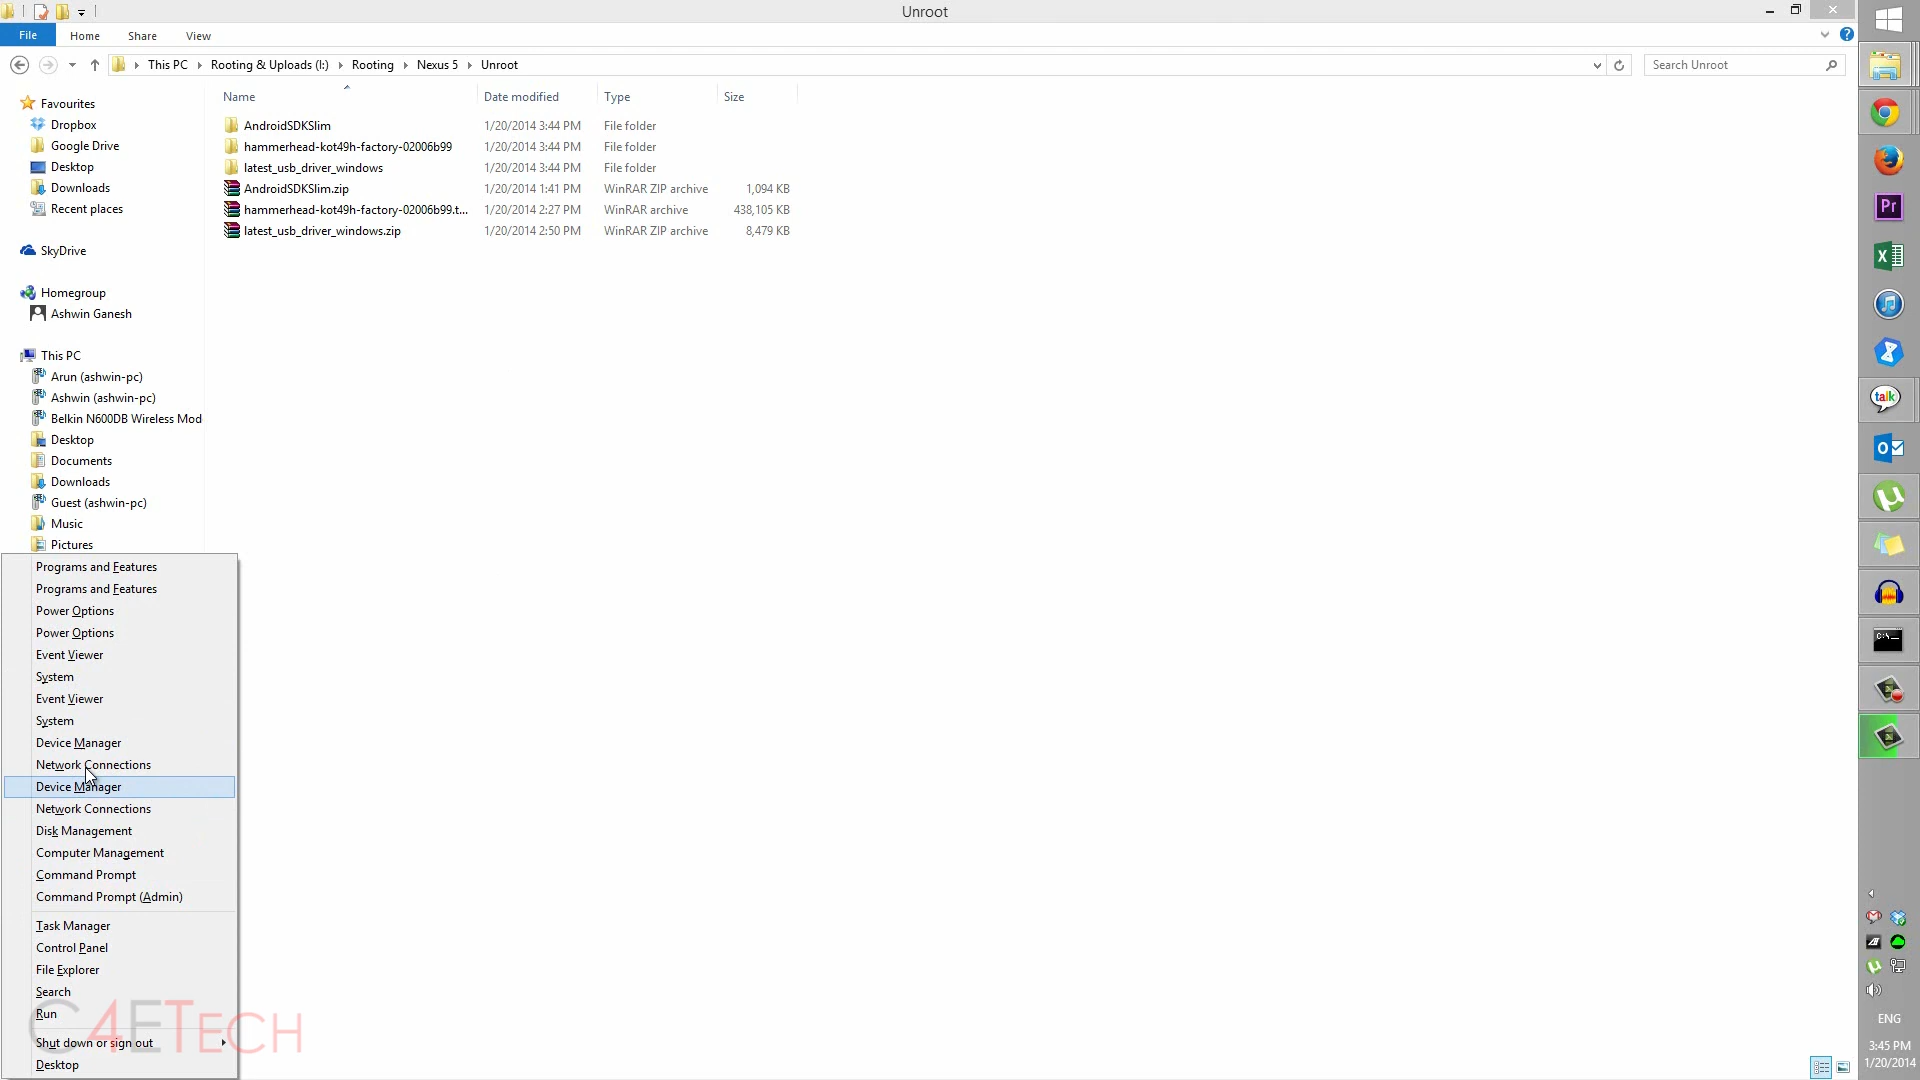 Unroot
File Home Share View
This PC Rooting & Uploads (I:) Rooting Nexus 5 Unroot
Search Unroot
Name Date modified Type Size
AndroidSDKSlim 1/20/2014 3:44 PM File folder
hammerhead-kot49h-factory-02006b99 1/20/2014 3:44 PM File folder
latest_usb_driver_windows 1/20/2014 3:44 PM File folder
AndroidSDKSlim.zip 1/20/2014 1:41 PM WinRAR ZIP archive 1,094 KB
hammerhead-kot49h-factory-02006b99.t... 1/20/2014 2:27 PM WinRAR archive 438,105 KB
latest_usb_driver_windows.zip 1/20/2014 2:50 PM WinRAR ZIP archive 8,479 KB
Favourites
Dropbox
Google Drive
Desktop
Downloads
Recent places
SkyDrive
Homegroup
Ashwin Ganesh
This PC
Arun (ashwin-pc)
Ashwin (ashwin-pc)
Belkin N600DB Wireless Mod
Desktop
Documents
Downloads
Guest (ashwin-pc)
Music
Pictures
Programs and Features
Programs and Features
Power Options
Power Options
Event Viewer
System
Event Viewer
System
Device Manager
Network Connections
Device Manager
Network Connections
Disk Management
Computer Management
Command Prompt
Command Prompt (Admin)
Task Manager
Control Panel
File Explorer
Search
Run
Shut down or sign out
Desktop
C4ETech
Pr
talk
ENG
3:45 PM
1/20/2014